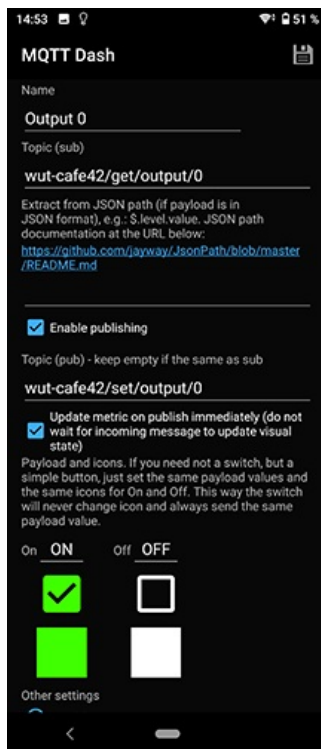 14:53 51 %
MQTT Dash
Name
Output 0
Topic (sub)
wut-cafe42/get/output/0
Extract from JSON path (if payload is in
JSON format), e.g.: $.level.value. JSON path
documentation at the URL below:
https://github.com/jayway/JsonPath/blob/master
/README.md
Enable publishing
Topic (pub) - keep empty if the same as sub
wut-cafe42/set/output/0
Update metric on publish immediately (do not
wait for incoming message to update visual
state)
Payload and icons. If you need not a switch, but a
simple button, just set the same payload values and
the same icons for On and Off. This way the switch
will never change icon and always send the same
payload value.
On ON Off OFF
Other settings